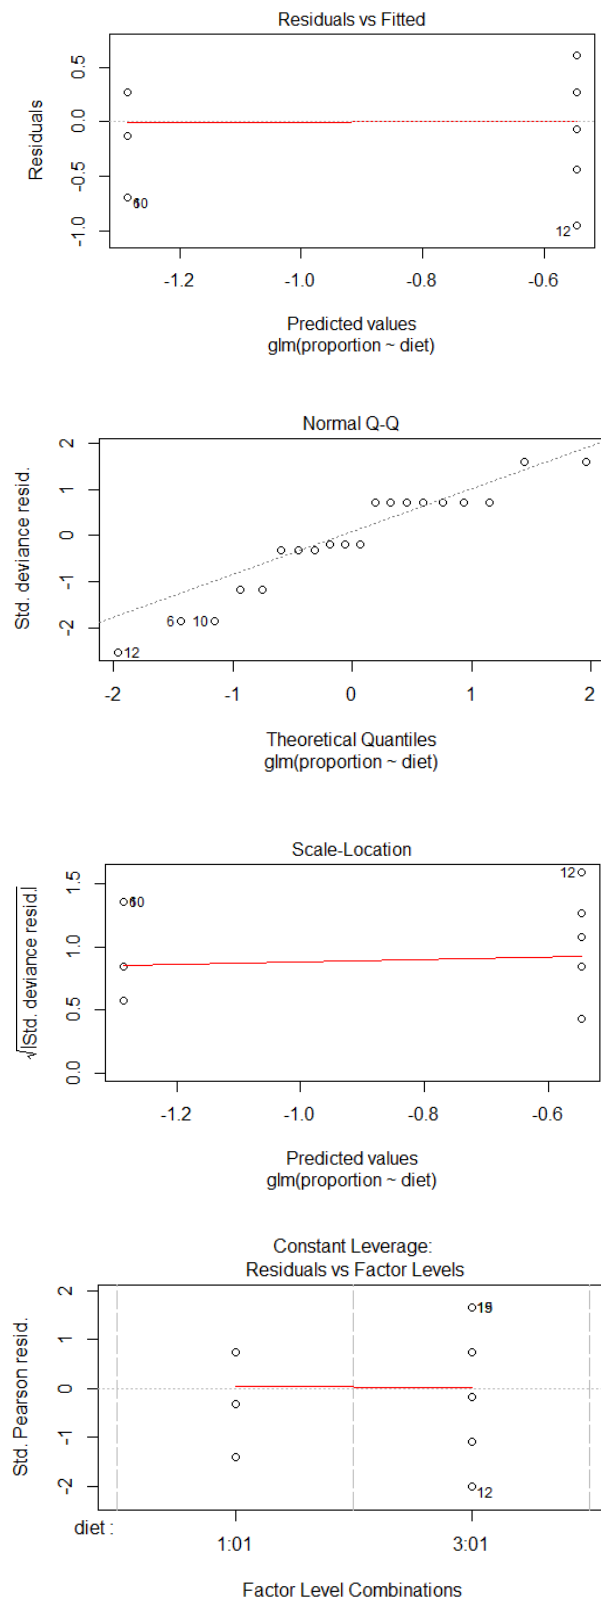 Residuals vs Fitted
Residuals
0.5
0.0
-0.5
-1.0
12
-1.2
-1.0
-0.8
-0.6
Predicted values
glm(proportion ~ diet)
Normal Q-Q
Std. deviance resid.
2
1
0
-1
-2
6
10
12
-2
-1
0
1
2
Theoretical Quantiles
glm(proportion ~ diet)
Scale-Location
√|Std. deviance resid.|
1.5
1.0
0.5
0.0
12
-1.2
-1.0
-0.8
-0.6
Predicted values
glm(proportion ~ diet)
Constant Leverage:
Residuals vs Factor Levels
Std. Pearson resid.
2
1
0
-1
-2
12
diet :
1:01
3:01
Factor Level Combinations